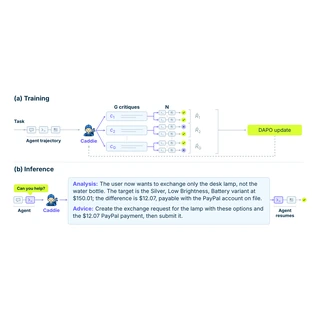 (a) Training
G critiques
N
Task
c1
R̄1
Agent trajectory
Caddie
c2
R̄2
DAPO update
cG
R̄G
(b) Inference
Can you help?
Analysis: The user now wants to exchange only the desk lamp, not the
water bottle. The target is the Silver, Low Brightness, Battery variant at
$150.01; the difference is $12.07, payable with the PayPal account on file.
Advice: Create the exchange request for the lamp with these options and
the $12.07 PayPal payment, then submit it.
Agent
Caddie
Agent
resumes